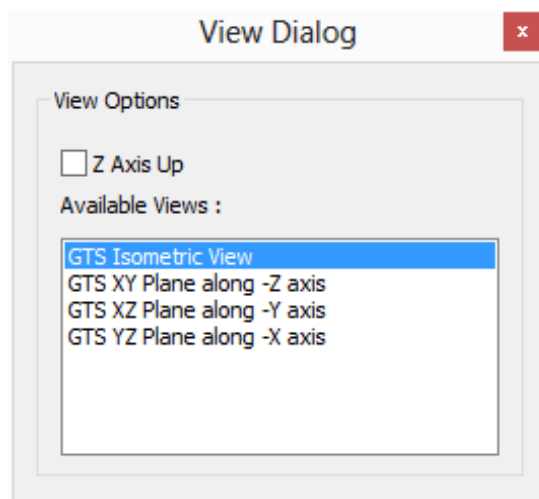 View Dialog
x
View Options
Z Axis Up
Available Views :
GTS Isometric View
GTS XY Plane along -Z axis
GTS XZ Plane along -Y axis
GTS YZ Plane along -X axis